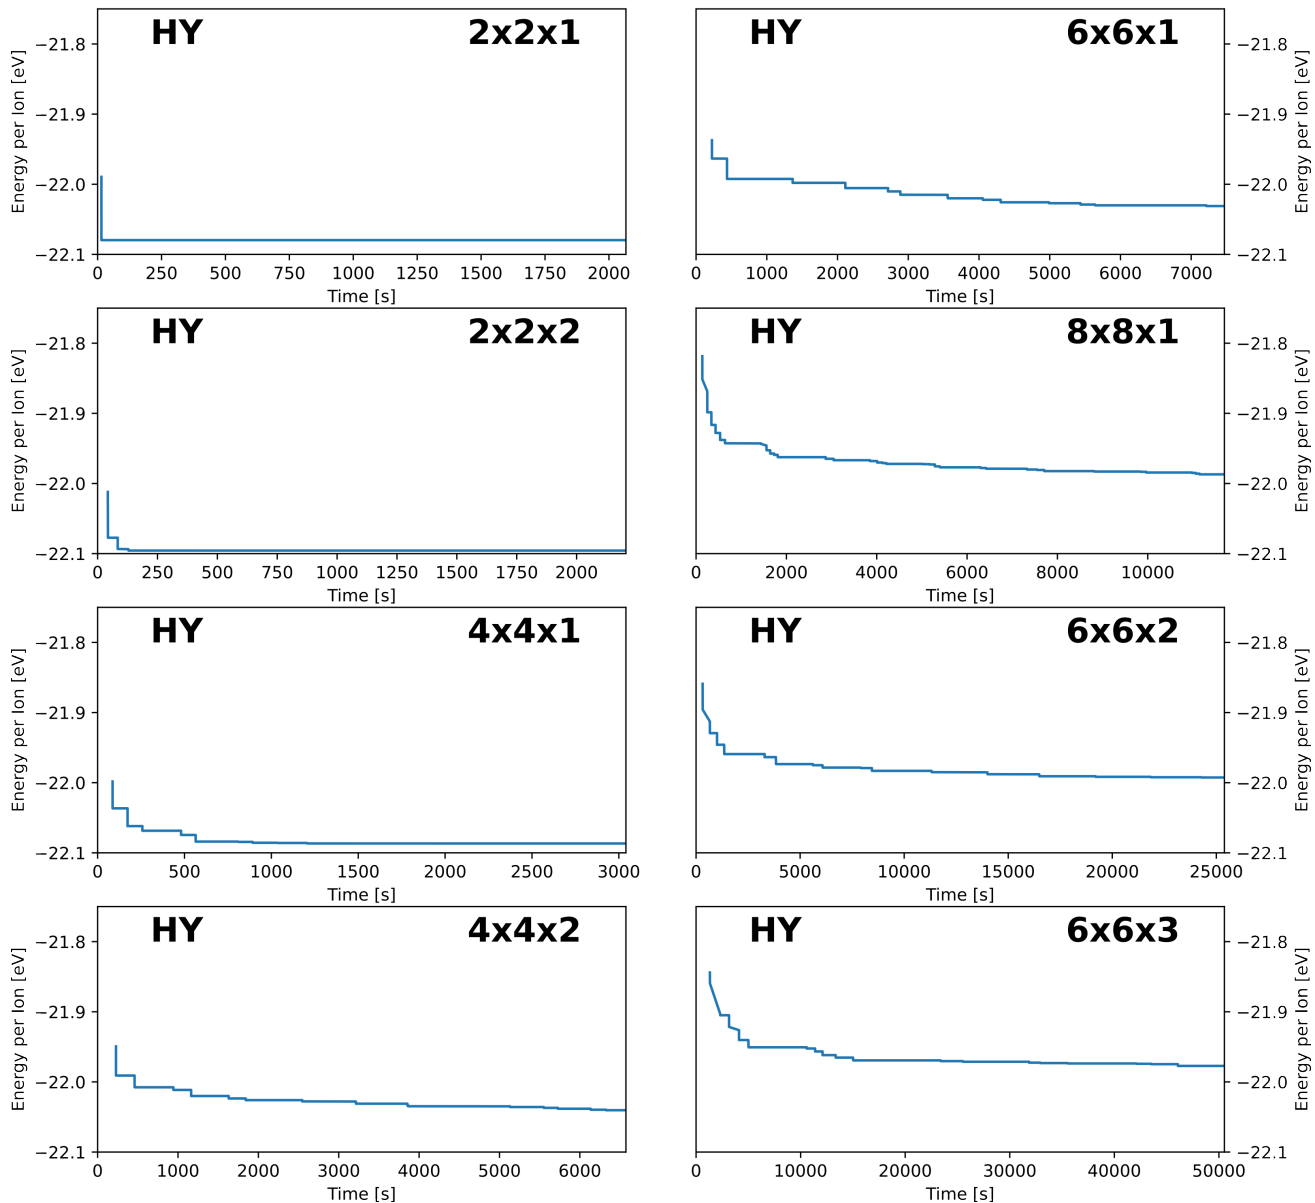 HY 2x2x1
Energy per Ion [eV]
−21.8
−21.9
−22.0
−22.1
0 250 500 750 1000 1250 1500 1750 2000
Time [s]
HY 6x6x1
Energy per Ion [eV]
−21.8
−21.9
−22.0
−22.1
0 1000 2000 3000 4000 5000 6000 7000
Time [s]
HY 2x2x2
Energy per Ion [eV]
−21.8
−21.9
−22.0
−22.1
0 250 500 750 1000 1250 1500 1750 2000
Time [s]
HY 8x8x1
Energy per Ion [eV]
−21.8
−21.9
−22.0
−22.1
0 2000 4000 6000 8000 10000
Time [s]
HY 4x4x1
Energy per Ion [eV]
−21.8
−21.9
−22.0
−22.1
0 500 1000 1500 2000 2500 3000
Time [s]
HY 6x6x2
Energy per Ion [eV]
−21.8
−21.9
−22.0
−22.1
0 5000 10000 15000 20000 25000
Time [s]
HY 4x4x2
Energy per Ion [eV]
−21.8
−21.9
−22.0
−22.1
0 1000 2000 3000 4000 5000 6000
Time [s]
HY 6x6x3
Energy per Ion [eV]
−21.8
−21.9
−22.0
−22.1
0 10000 20000 30000 40000 50000
Time [s]